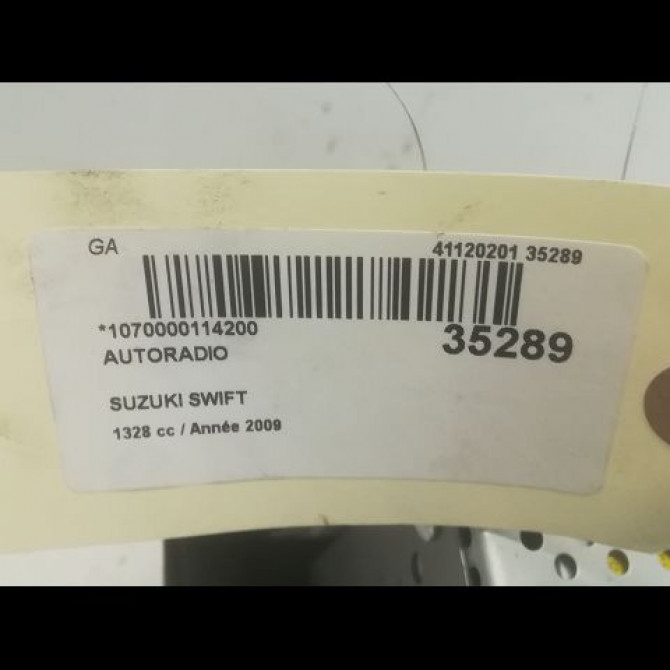 GA 41120201 35289
*1070000114200 35289
AUTORADIO
SUZUKI SWIFT
1328 cc / Année 2009